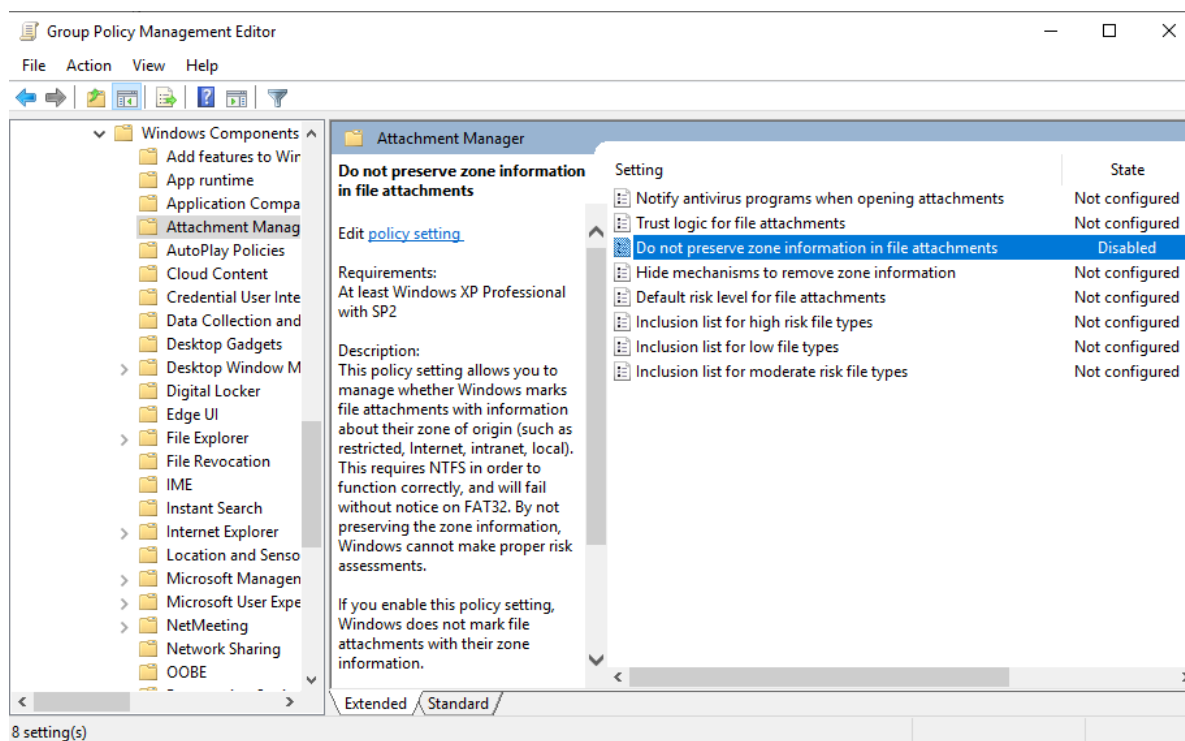 Group Policy Management Editor
File Action View Help
Windows Components
Add features to Wir
App runtime
Application Compa
Attachment Manag
AutoPlay Policies
Cloud Content
Credential User Inte
Data Collection and
Desktop Gadgets
Desktop Window M
Digital Locker
Edge UI
File Explorer
File Revocation
IME
Instant Search
Internet Explorer
Location and Senso
Microsoft Managen
Microsoft User Expe
NetMeeting
Network Sharing
OOBE
Attachment Manager
Do not preserve zone information
in file attachments
Edit policy setting
Requirements:
At least Windows XP Professional
with SP2
Description:
This policy setting allows you to
manage whether Windows marks
file attachments with information
about their zone of origin (such as
restricted, Internet, intranet, local).
This requires NTFS in order to
function correctly, and will fail
without notice on FAT32. By not
preserving the zone information,
Windows cannot make proper risk
assessments.
If you enable this policy setting,
Windows does not mark file
attachments with their zone
information.
Setting State
Notify antivirus programs when opening attachments Not configured
Trust logic for file attachments Not configured
Do not preserve zone information in file attachments Disabled
Hide mechanisms to remove zone information Not configured
Default risk level for file attachments Not configured
Inclusion list for high risk file types Not configured
Inclusion list for low file types Not configured
Inclusion list for moderate risk file types Not configured
Extended Standard
8 setting(s)